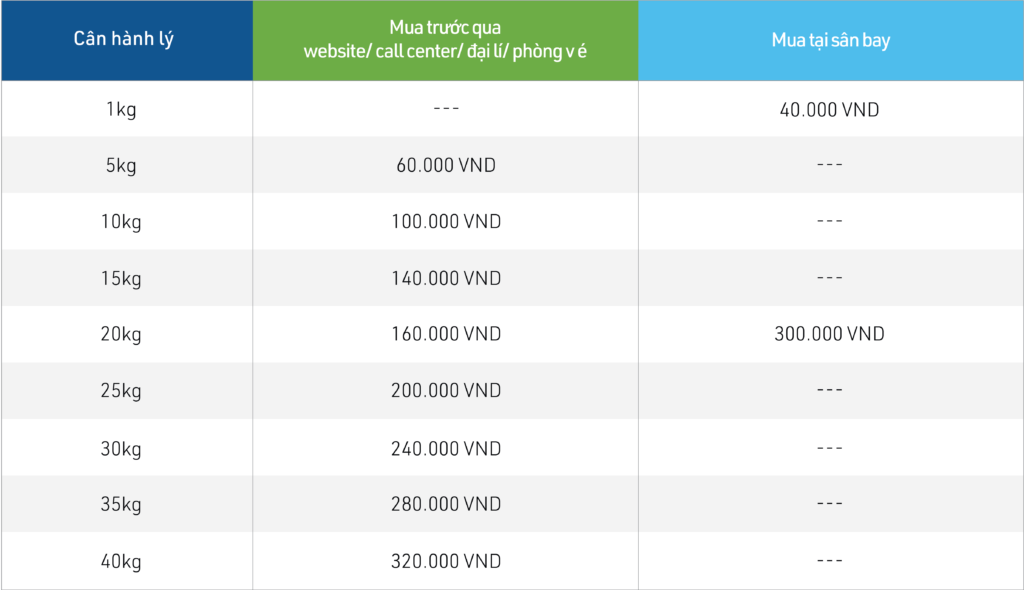 Cân hành lý
Mua trước qua
website/ call center/ đại lí/ phòng v é
Mua tại sân bay
1kg --- 40.000 VND
5kg 60.000 VND ---
10kg 100.000 VND ---
15kg 140.000 VND ---
20kg 160.000 VND 300.000 VND
25kg 200.000 VND ---
30kg 240.000 VND ---
35kg 280.000 VND ---
40kg 320.000 VND ---